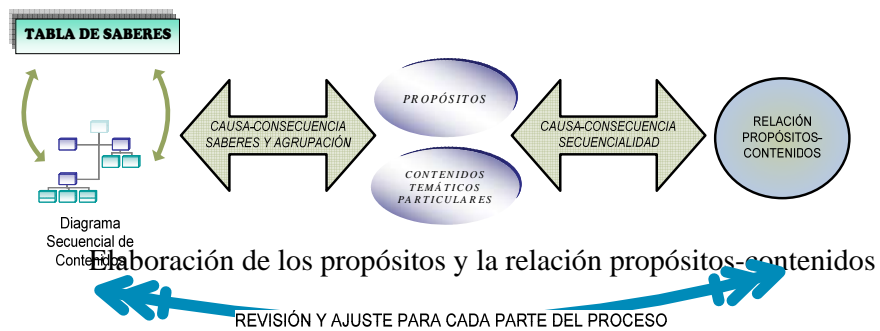 TABLA DE SABERES
CAUSA-CONSECUENCIA
SABERES Y AGRUPACIÓN
PROPÓSITOS
CONTENIDOS
TEMÁTICOS
PARTICULARES
CAUSA-CONSECUENCIA
SECUENCIALIDAD
RELACIÓN
PROPÓSITOS-
CONTENIDOS
Diagrama
Secuencial de
Contenidos
Elaboración de los propósitos y la relación propósitos-contenidos
REVISIÓN Y AJUSTE PARA CADA PARTE DEL PROCESO